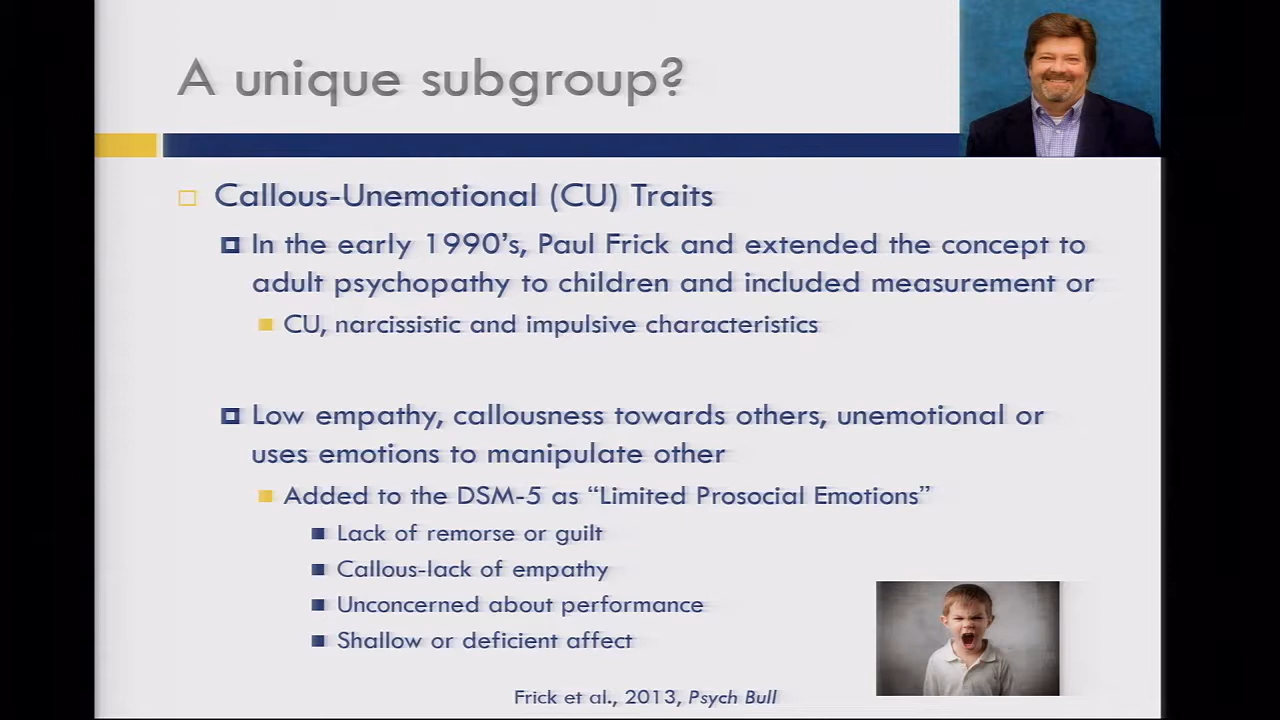 A unique subgroup?
Callous-Unemotional (CU) Traits
In the early 1990's, Paul Frick and extended the concept to
adult psychopathy to children and included measurement or
CU, narcissistic and impulsive characteristics
Low empathy, callousness towards others, unemotional or
uses emotions to manipulate other
Added to the DSM-5 as “Limited Prosocial Emotions”
Lack of remorse or guilt
Callous-lack of empathy
Unconcerned about performance
Shallow or deficient affect
Frick et al., 2013, Psych Bull